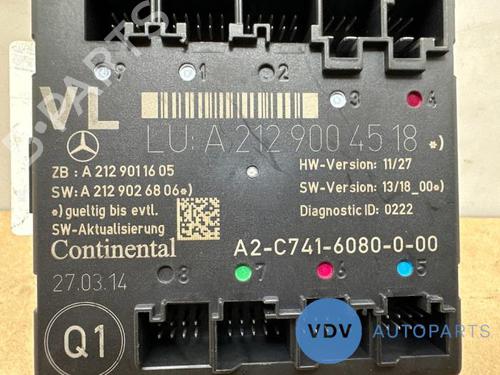 9
1
2
3
4
VL
LU: A 212 900 45 18 *)
ZB : A 212 901 16 05
SW: A 212 902 68 06*)
*) gueltig bis evtl.
SW-Aktualisierung
HW-Version: 11/27
SW-Version: 13/18_00*)
Diagnostic ID: 0222
Continental
A2-C741-6080-0-00
27.03.14
8
7
6
5
Q1
VDV
AUTOPARTS
B-PARTS